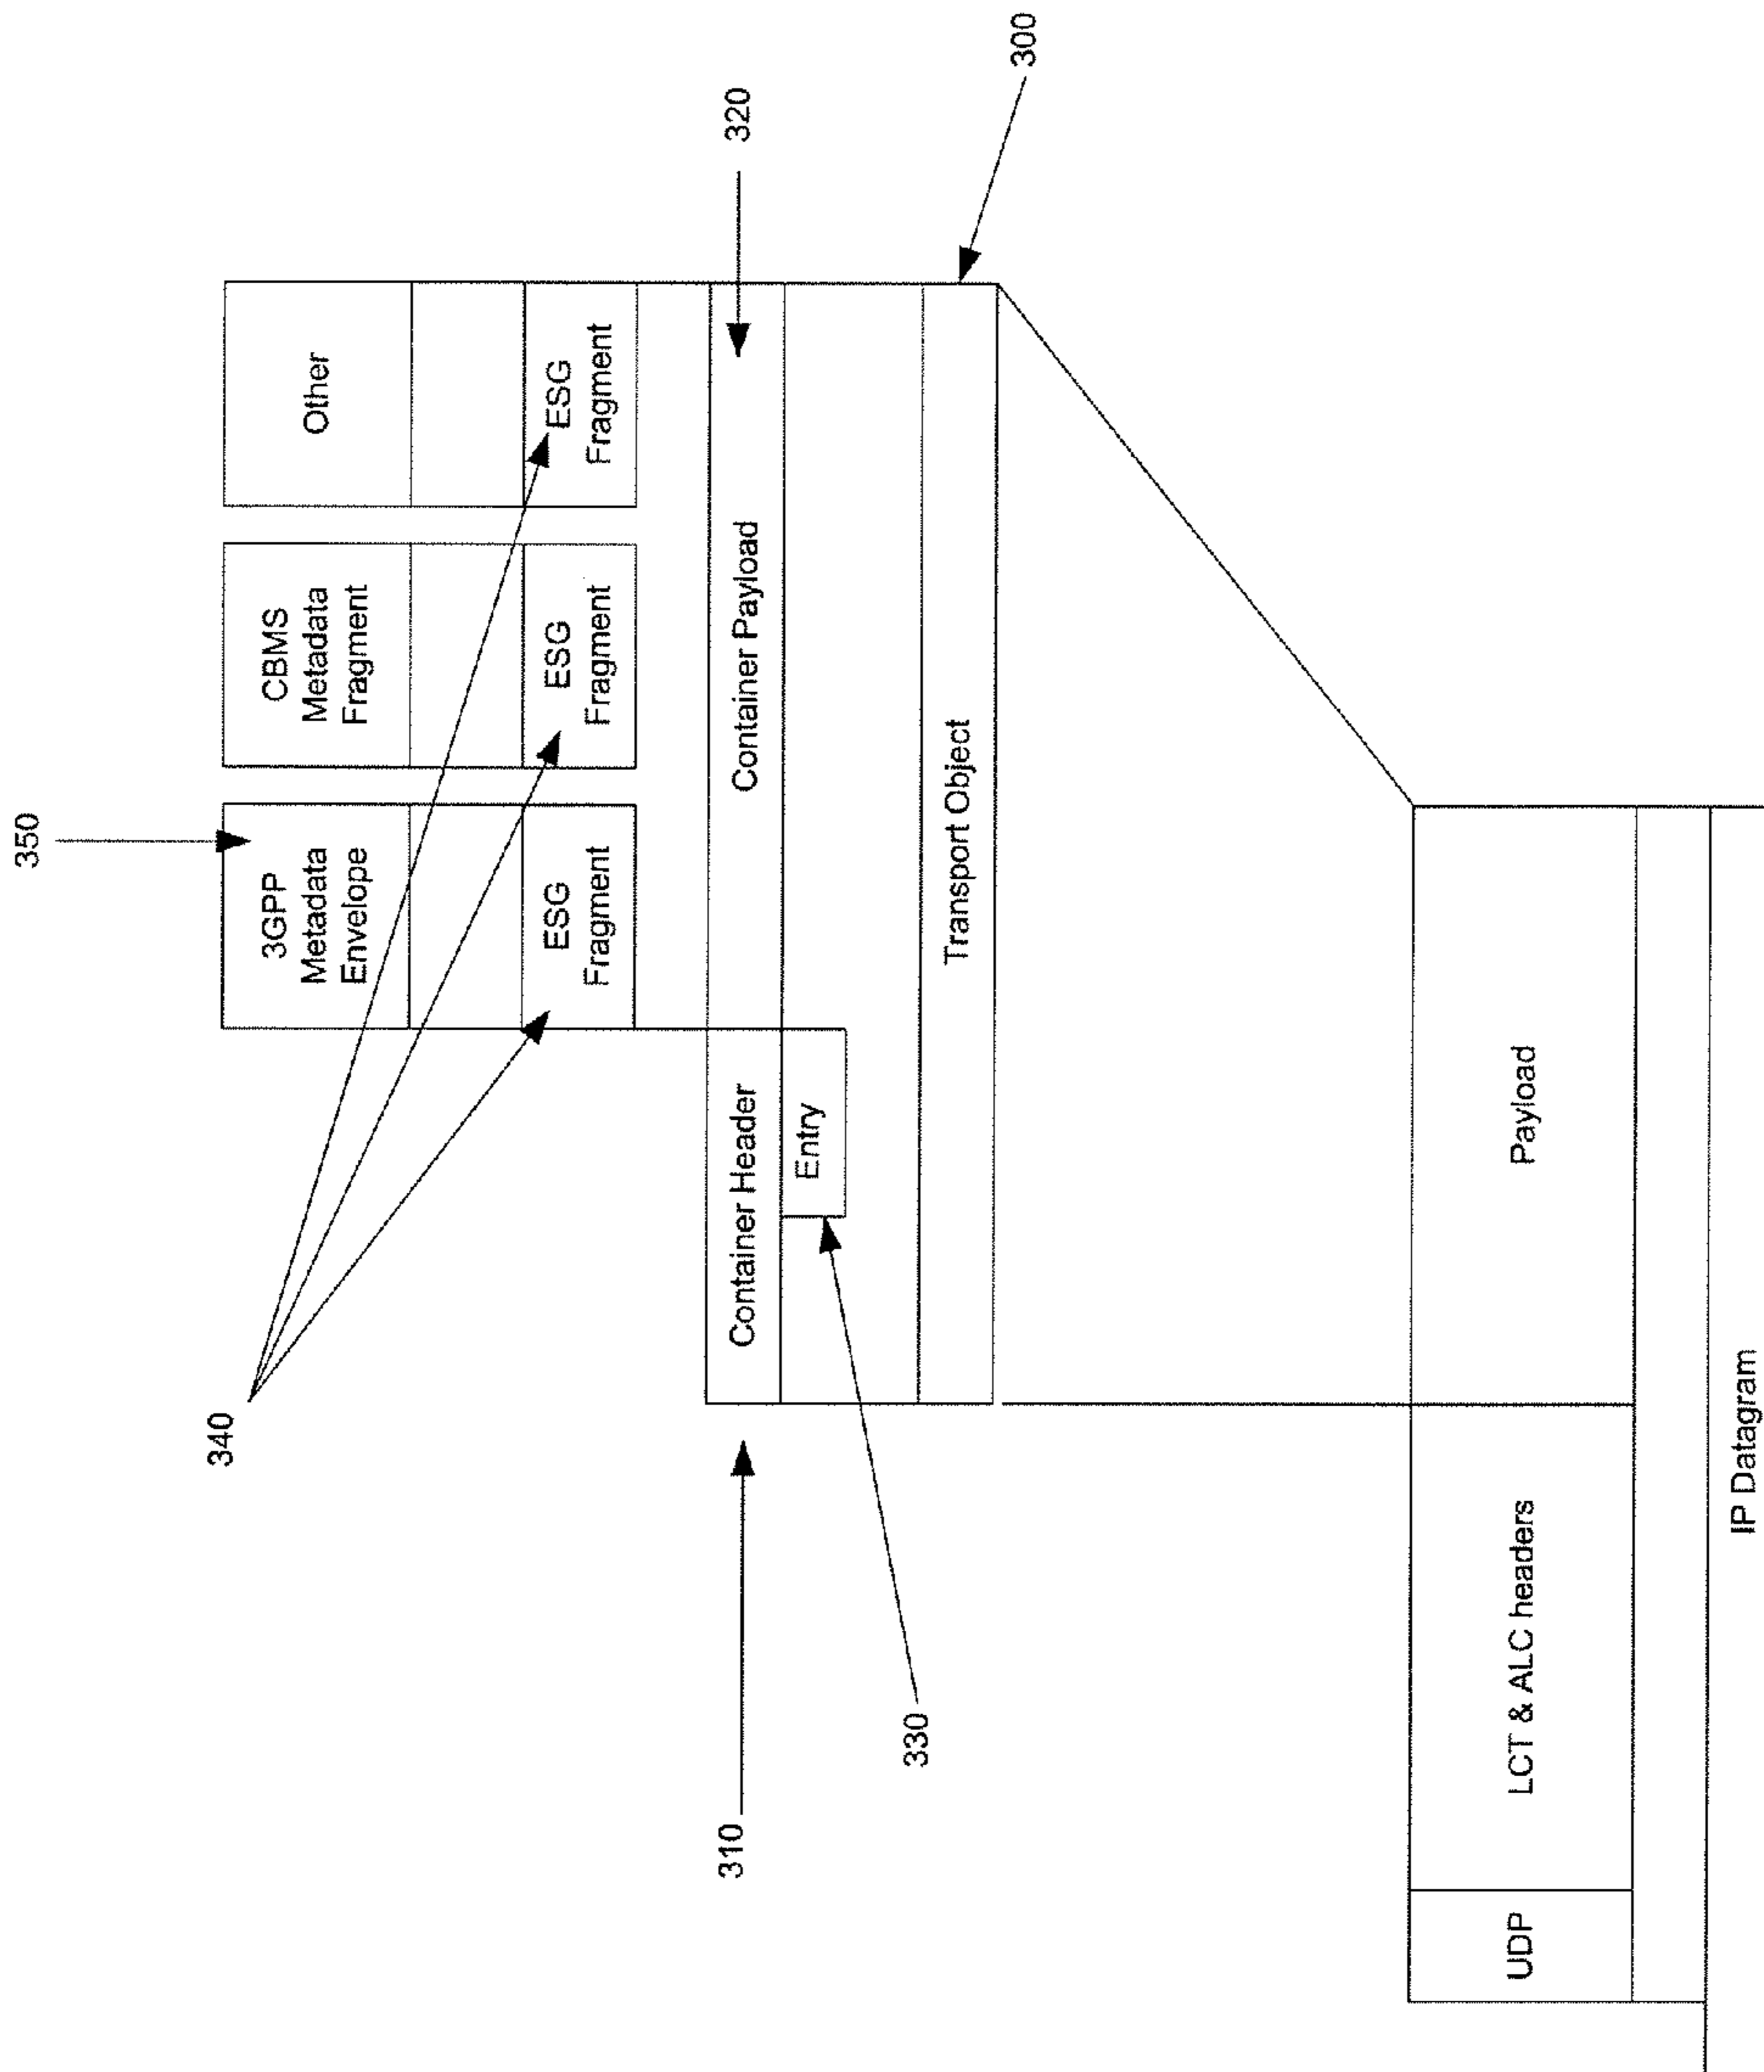 350
3GPP
Metadata
Envelope
CBMS
Metadata
Fragment
Other
340
ESG
Fragment
ESG
Fragment
ESG
Fragment
310
Container Header
Container Payload
320
330
Entry
Transport Object
300
UDP
LCT & ALC headers
Payload
IP Datagram